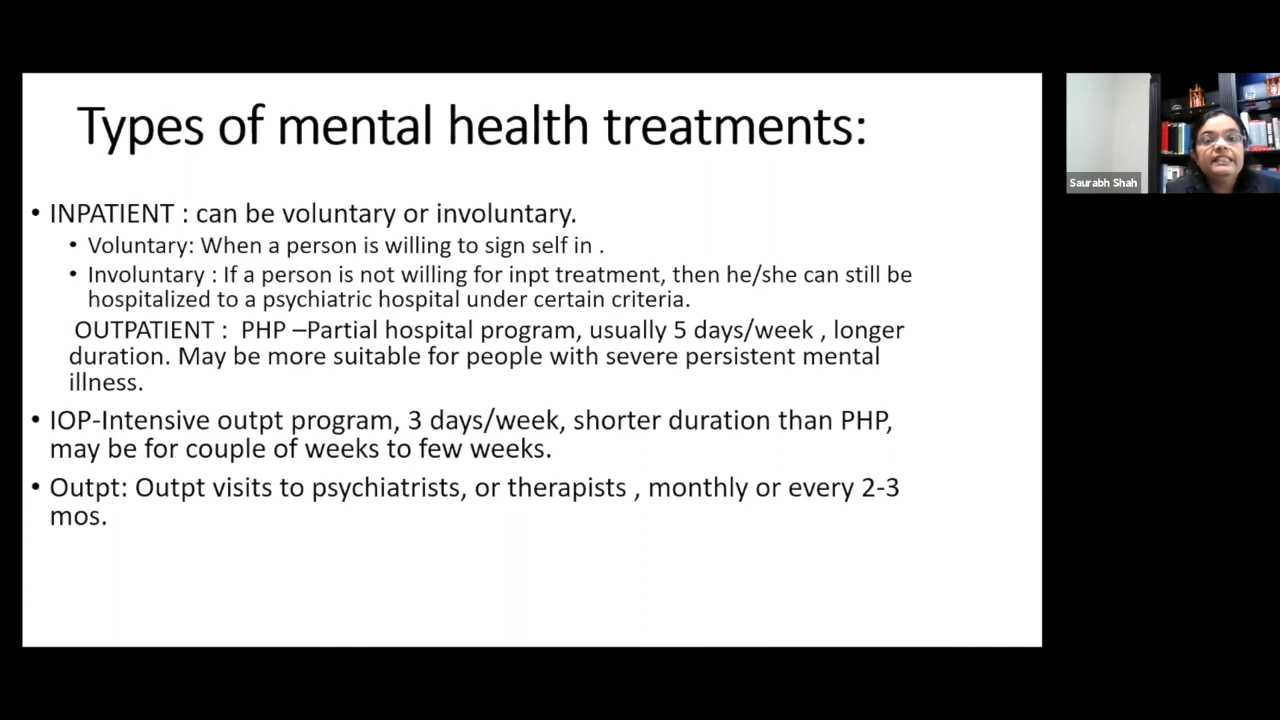 Types of mental health treatments:
• INPATIENT : can be voluntary or involuntary.
• Voluntary: When a person is willing to sign self in .
• Involuntary : If a person is not willing for inpt treatment, then he/she can still be
hospitalized to a psychiatric hospital under certain criteria.
OUTPATIENT : PHP –Partial hospital program, usually 5 days/week , longer
duration. May be more suitable for people with severe persistent mental
illness.
• IOP-Intensive outpt program, 3 days/week, shorter duration than PHP,
may be for couple of weeks to few weeks.
• Outpt: Outpt visits to psychiatrists, or therapists , monthly or every 2-3
mos.
Saurabh Shah